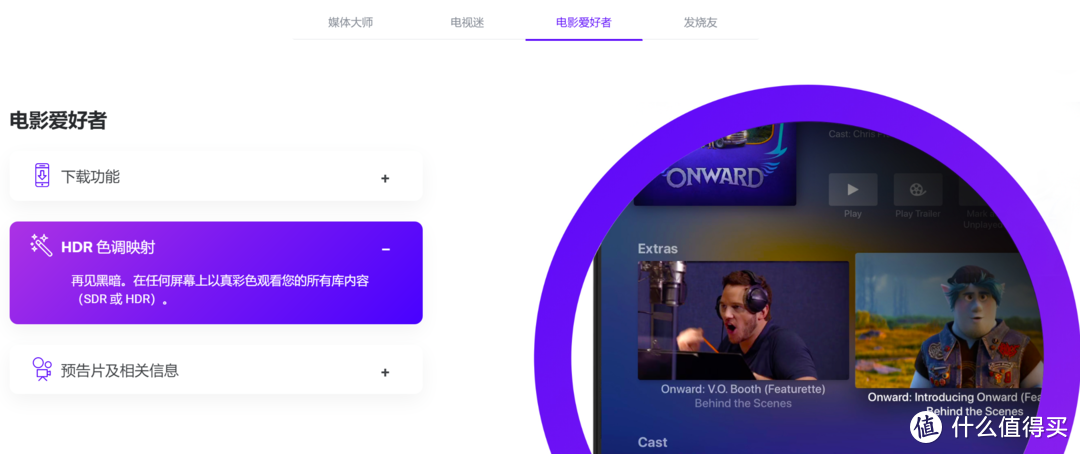 媒体大师
电视迷
电影爱好者
发烧友
电影爱好者
下载功能
+
HDR 色调映射
−
再见黑暗。在任何屏幕上以真彩色观看您的所有库内容
（SDR 或 HDR）。
预告片及相关信息
+
Cast: Chris
ONWARD
Play
Play Trailer
Mark
Unplayed
Extras
Onward: V.O. Booth (Featurette)
Behind the Scenes
Onward: Introducing Onward (Fea
Behind the Scenes
Cast
值 什么值得买